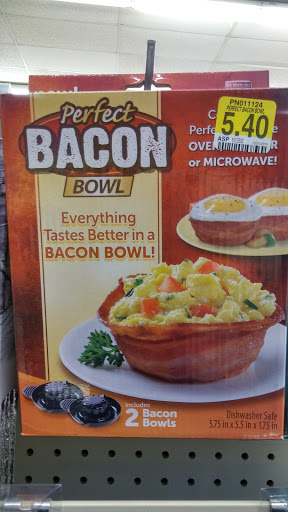 Perfect
BACON
BOWL
Everything
Tastes Better in a
BACON BOWL!
PN011124
PERFECT BACON BOWL
5.40
ASP
C
Perfe e
OVE R
or MICROWAVE!
Includes
2 Bacon
Bowls
Dishwasher Safe
5.75 in x 5.5 in x 1.75 in